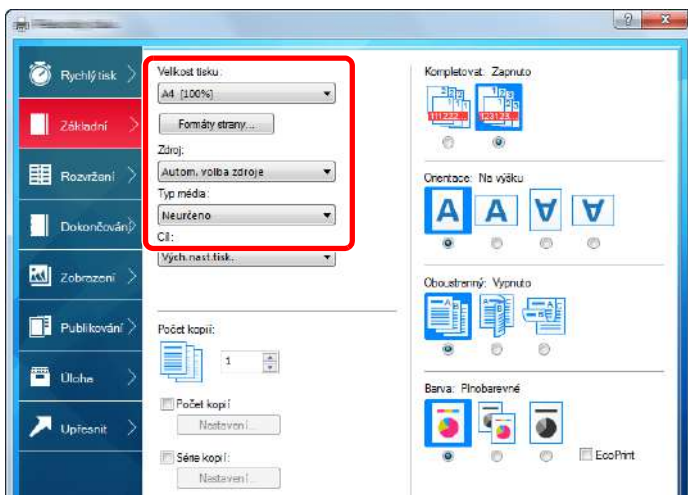 Rychlý tisk
Základní
Rozvržení
Dokončování
Zobrazení
Publikování
Úloha
Upřesnit
Velikost tisku:
A4 [100%]
Formáty strany...
Zdroj:
Autom. volba zdroje
Typ média:
Neurčeno
Cíl:
Vých.nast.tisk.
Počet kopií:
1
Počet kopií
Nastavení...
Série kopií:
Nastavení...
Kompletovat: Zapnuto
111222...
123123...
Orientace: Na výšku
A A A A
Oboustranný: Vypnuto
Barva: Plnobarevné
EcoPrint